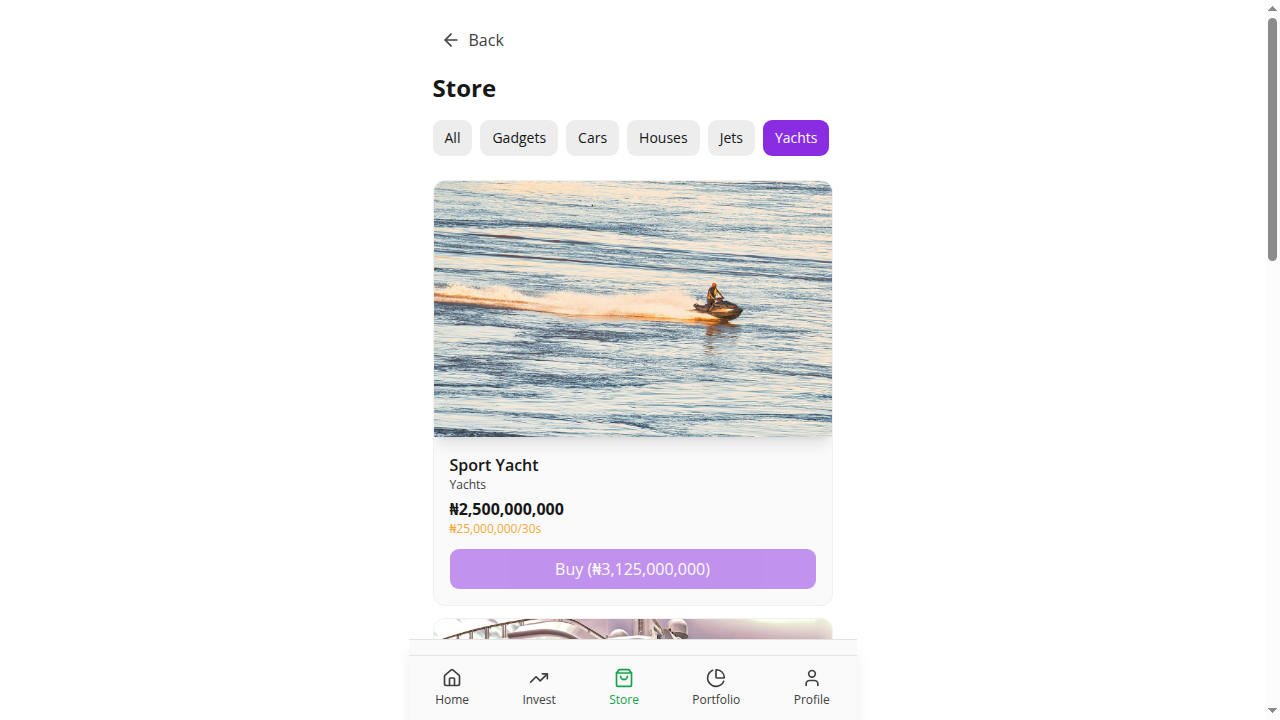 Back
Store
All Gadgets Cars Houses Jets Yachts
Sport Yacht
Yachts
₦2,500,000,000
₦25,000,000/30s
Buy (₦3,125,000,000)
Home Invest Store Portfolio Profile